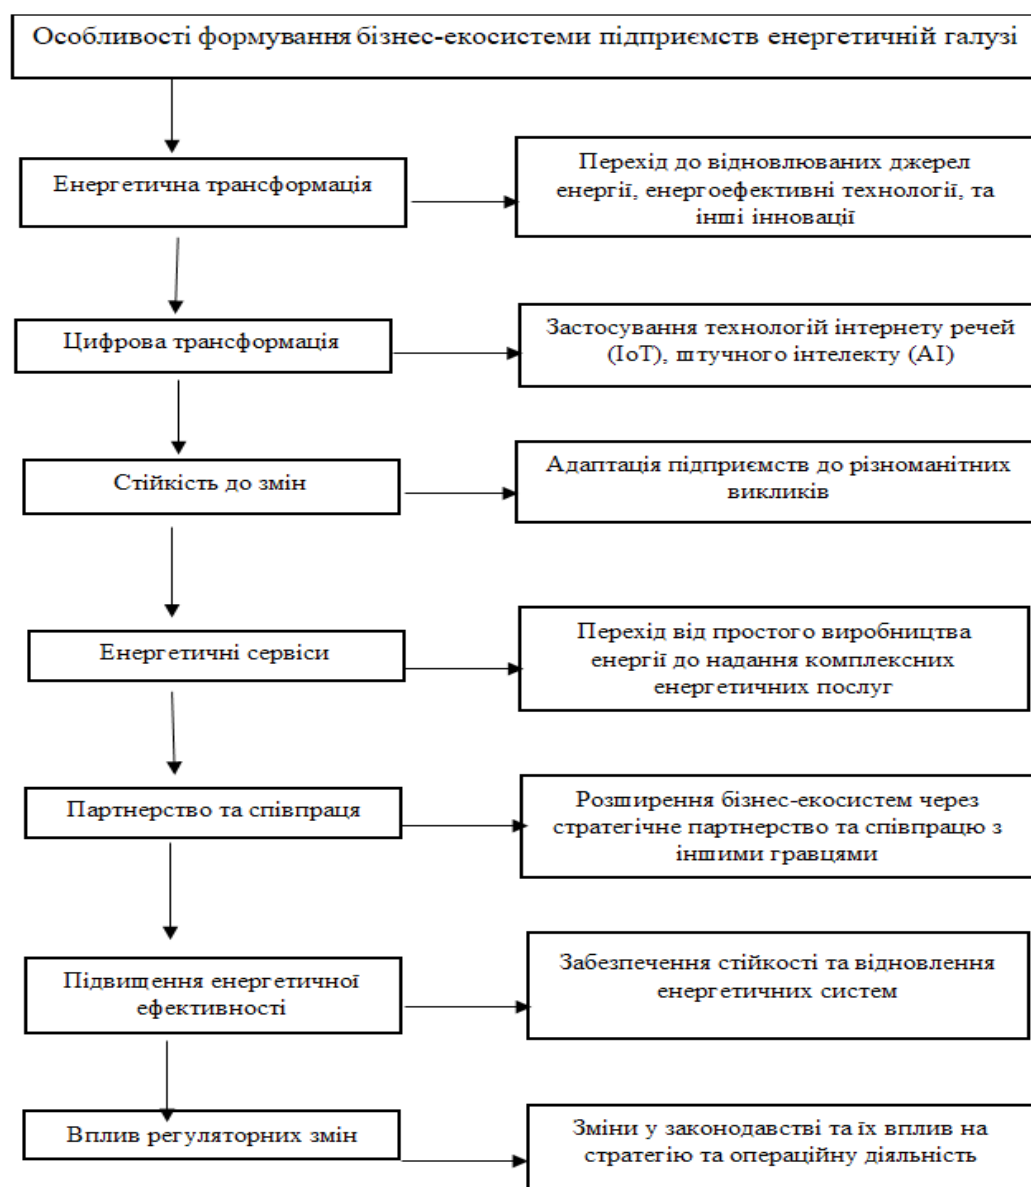 Особливості формування бізнес-екосистеми підприємств енергетичній галузі
Енергетична трансформація
Перехід до відновлюваних джерел
енергії, енергоефективні технології, та
інші інновації
Цифрова трансформація
Застосування технологій інтернету речей
(IoT), штучного інтелекту (AI)
Стійкість до змін
Адаптація підприємств до різноманітних
викликів
Енергетичні сервіси
Перехід від простого виробництва
енергії до надання комплексних
енергетичних послуг
Партнерство та співпраця
Розширення бізнес-екосистем через
стратегічне партнерство та співпрацю з
іншими гравцями
Підвищення енергетичної
ефективності
Забезпечення стійкості та відновлення
енергетичних систем
Вплив регуляторних змін
Зміни у законодавстві та їх вплив на
стратегію та операційну діяльність